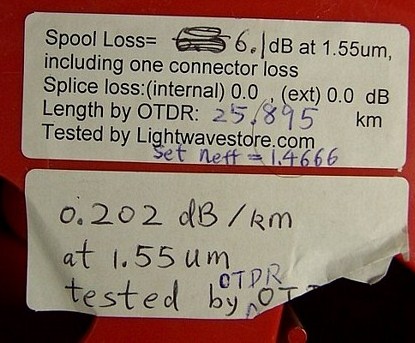 Spool Loss= 6.1 dB at 1.55um,
including one connector loss
Splice loss:(internal) 0.0 , (ext) 0.0 dB
Length by OTDR: 25.895 km
Tested by Lightwavestore.com
Set neff = 1.4666
0.202 dB/km
at 1.55 um
OTDR
tested by